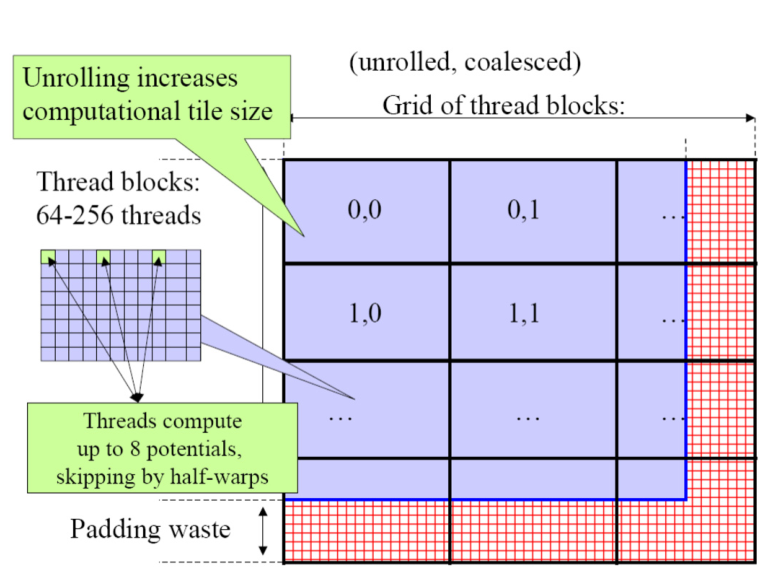 (unrolled, coalesced)
Grid of thread blocks:
Unrolling increases
computational tile size
Thread blocks:
64-256 threads
0,0
0,1
...
1,0
1,1
...
...
...
...
Threads compute
up to 8 potentials,
skipping by half-warps
Padding waste